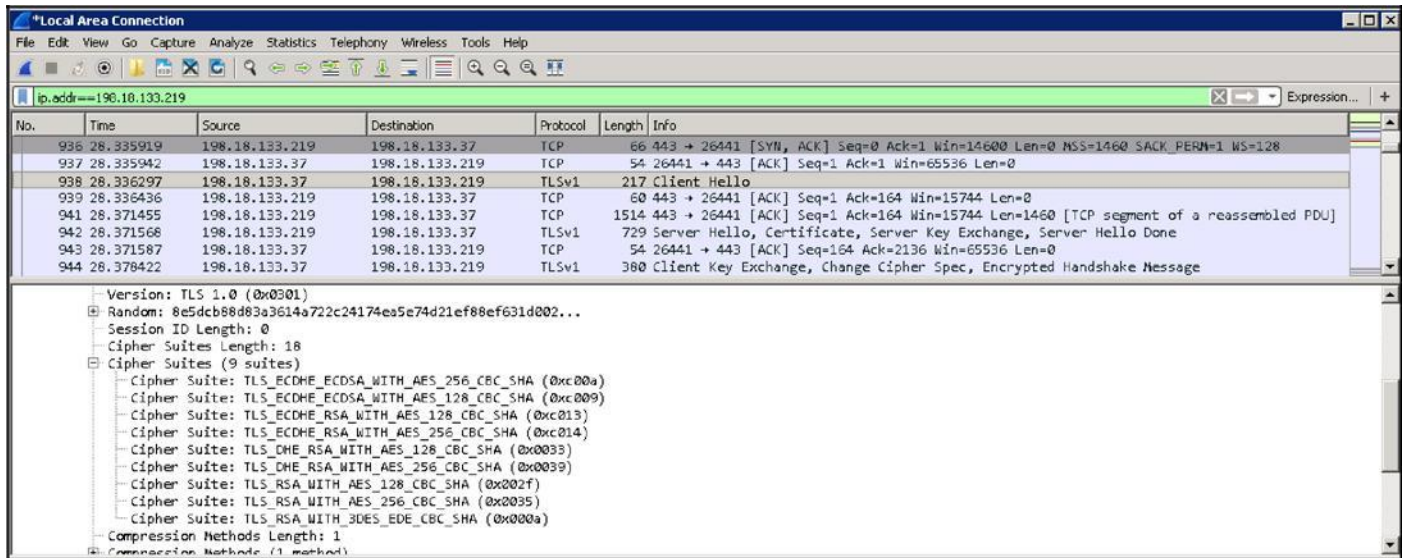 *Local Area Connection
File Edit View Go Capture Analyze Statistics Telephony Wireless Tools Help
ip.addr==198.18.133.219 Expression... +
No. Time Source Destination Protocol Length Info
936 28.335919 198.18.133.219 198.18.133.37 TCP 66 443 → 26441 [SYN, ACK] Seq=0 Ack=1 Win=14600 Len=0 MSS=1460 SACK_PERM=1 WS=128
937 28.335942 198.18.133.37 198.18.133.219 TCP 54 26441 → 443 [ACK] Seq=1 Ack=1 Win=65536 Len=0
938 28.336297 198.18.133.37 198.18.133.219 TLSv1 217 Client Hello
939 28.336436 198.18.133.219 198.18.133.37 TCP 60 443 → 26441 [ACK] Seq=1 Ack=164 Win=15744 Len=0
941 28.371455 198.18.133.219 198.18.133.37 TCP 1514 443 → 26441 [ACK] Seq=1 Ack=164 Win=15744 Len=1460 [TCP segment of a reassembled PDU]
942 28.371568 198.18.133.219 198.18.133.37 TLSv1 729 Server Hello, Certificate, Server Key Exchange, Server Hello Done
943 28.371587 198.18.133.37 198.18.133.219 TCP 54 26441 → 443 [ACK] Seq=164 Ack=2136 Win=65536 Len=0
944 28.378422 198.18.133.37 198.18.133.219 TLSv1 380 Client Key Exchange, Change Cipher Spec, Encrypted Handshake Message
Version: TLS 1.0 (0x0301)
Random: 8e5dcb88d83a3614a722c24174ea5e74d21ef88ef631d002...
Session ID Length: 0
Cipher Suites Length: 18
Cipher Suites (9 suites)
Cipher Suite: TLS_ECDHE_ECDSA_WITH_AES_256_CBC_SHA (0xc00a)
Cipher Suite: TLS_ECDHE_ECDSA_WITH_AES_128_CBC_SHA (0xc009)
Cipher Suite: TLS_ECDHE_RSA_WITH_AES_128_CBC_SHA (0xc013)
Cipher Suite: TLS_ECDHE_RSA_WITH_AES_256_CBC_SHA (0xc014)
Cipher Suite: TLS_DHE_RSA_WITH_AES_128_CBC_SHA (0x0033)
Cipher Suite: TLS_DHE_RSA_WITH_AES_256_CBC_SHA (0x0039)
Cipher Suite: TLS_RSA_WITH_AES_128_CBC_SHA (0x002f)
Cipher Suite: TLS_RSA_WITH_AES_256_CBC_SHA (0x0035)
Cipher Suite: TLS_RSA_WITH_3DES_EDE_CBC_SHA (0x000a)
Compression Methods Length: 1
Compression Methods (1 method)